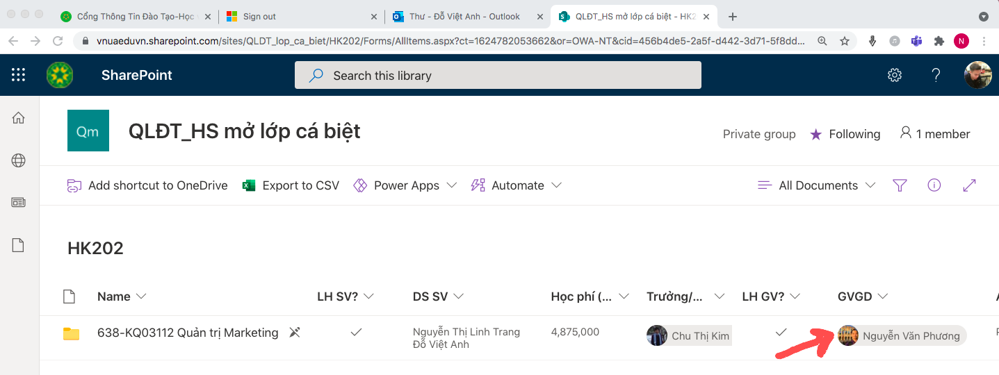 Cổng Thông Tin Đào Tạo-Học
Sign out
Thư - Đỗ Việt Anh - Outlook
QLĐT_HS mở lớp cá biệt - HK2
vnuaeduvn.sharepoint.com/sites/QLDT_lop_ca_biet/HK202/Forms/AllItems.aspx?ct=1624782053662&or=OWA-NT&cid=456b4de5-2a5f-d442-3d71-5f8dd...
N
SharePoint
Search this library
Qm
QLĐT_HS mở lớp cá biệt
Private group
Following
1 member
Add shortcut to OneDrive
Export to CSV
Power Apps
Automate
All Documents
HK202
Name
LH SV?
DS SV
Học phí (...
Trưởng/...
LH GV?
GVGD
638-KQ03112 Quản trị Marketing
Nguyễn Thị Linh Trang
Đỗ Việt Anh
4,875,000
Chu Thị Kim
Nguyễn Văn Phương